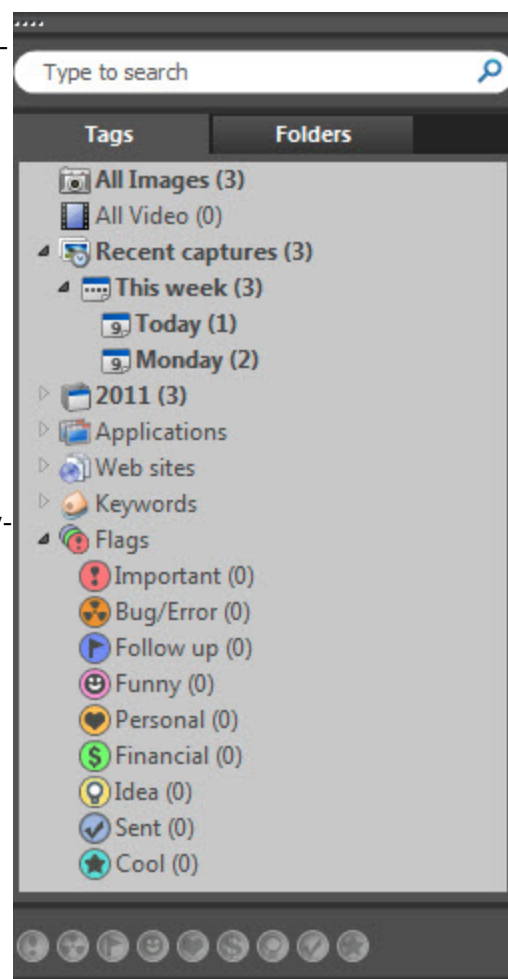 Type to search
Tags Folders
All Images (3)
All Video (0)
Recent captures (3)
This week (3)
9 Today (1)
9 Monday (2)
2011 (3)
Applications
Web sites
Keywords
Flags
Important (0)
Bug/Error (0)
Follow up (0)
Funny (0)
Personal (0)
$ Financial (0)
Idea (0)
Sent (0)
Cool (0)